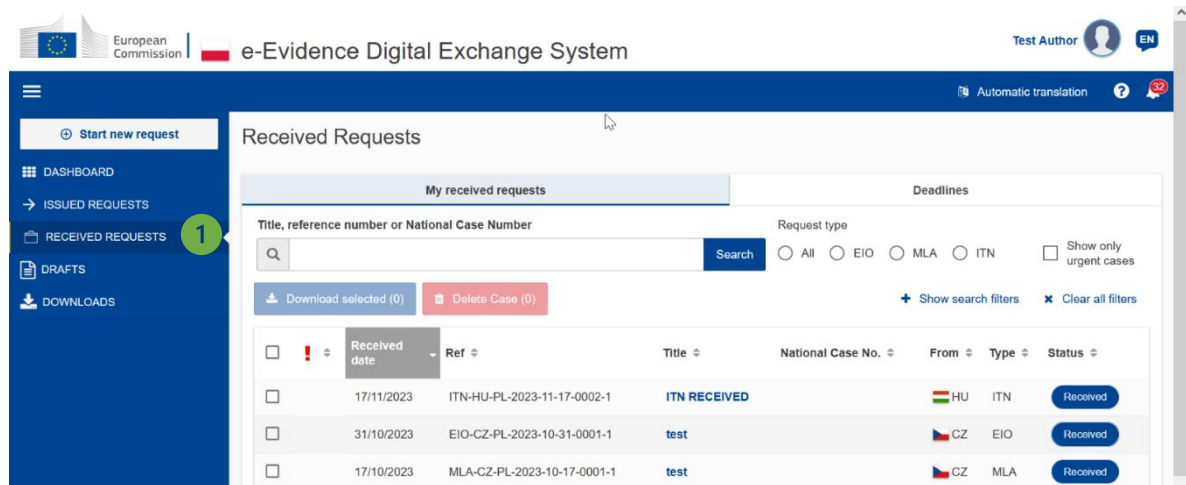 European
Commission
e-Evidence Digital Exchange System
Test Author
EN
Automatic translation
?
32
Start new request
DASHBOARD
ISSUED REQUESTS
RECEIVED REQUESTS
1
DRAFTS
DOWNLOADS
Received Requests
My received requests
Deadlines
Title, reference number or National Case Number
Search
Request type
All EIO MLA ITN
Show only
urgent cases
Download selected (0)
Delete Case (0)
Show search filters
Clear all filters
! Received date Ref Title National Case No. From Type Status
17/11/2023 ITN-HU-PL-2023-11-17-0002-1 ITN RECEIVED HU ITN Received
31/10/2023 EIO-CZ-PL-2023-10-31-0001-1 test CZ EIO Received
17/10/2023 MLA-CZ-PL-2023-10-17-0001-1 test CZ MLA Received